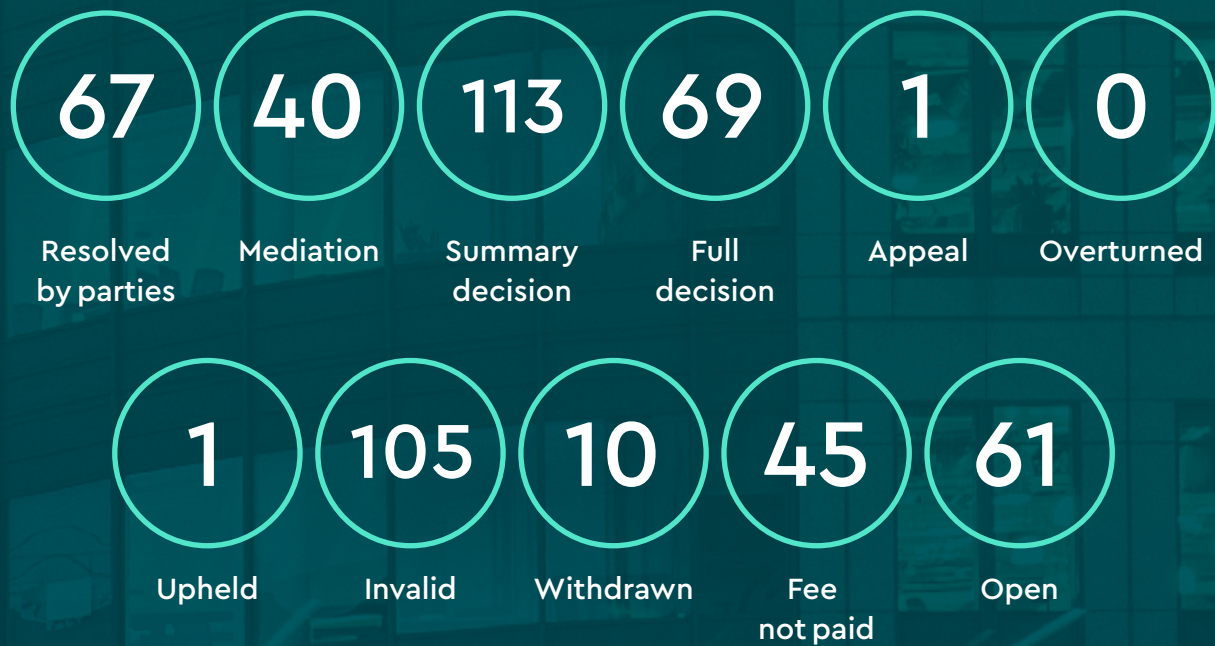 67 40 113 69 1 0
Resolved Mediation Summary Full Appeal Overturned
by parties decision decision
1 105 10 45 61
Upheld Invalid Withdrawn Fee Open
not paid